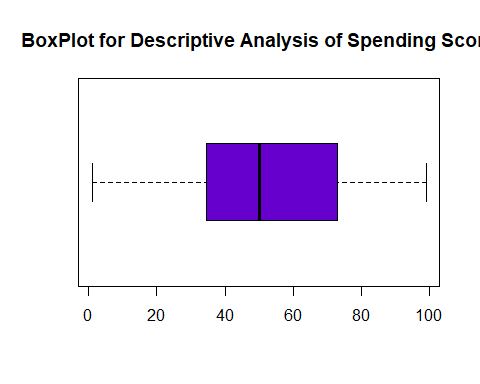 BoxPlot for Descriptive Analysis of Spending Scor
0 20 40 60 80 100